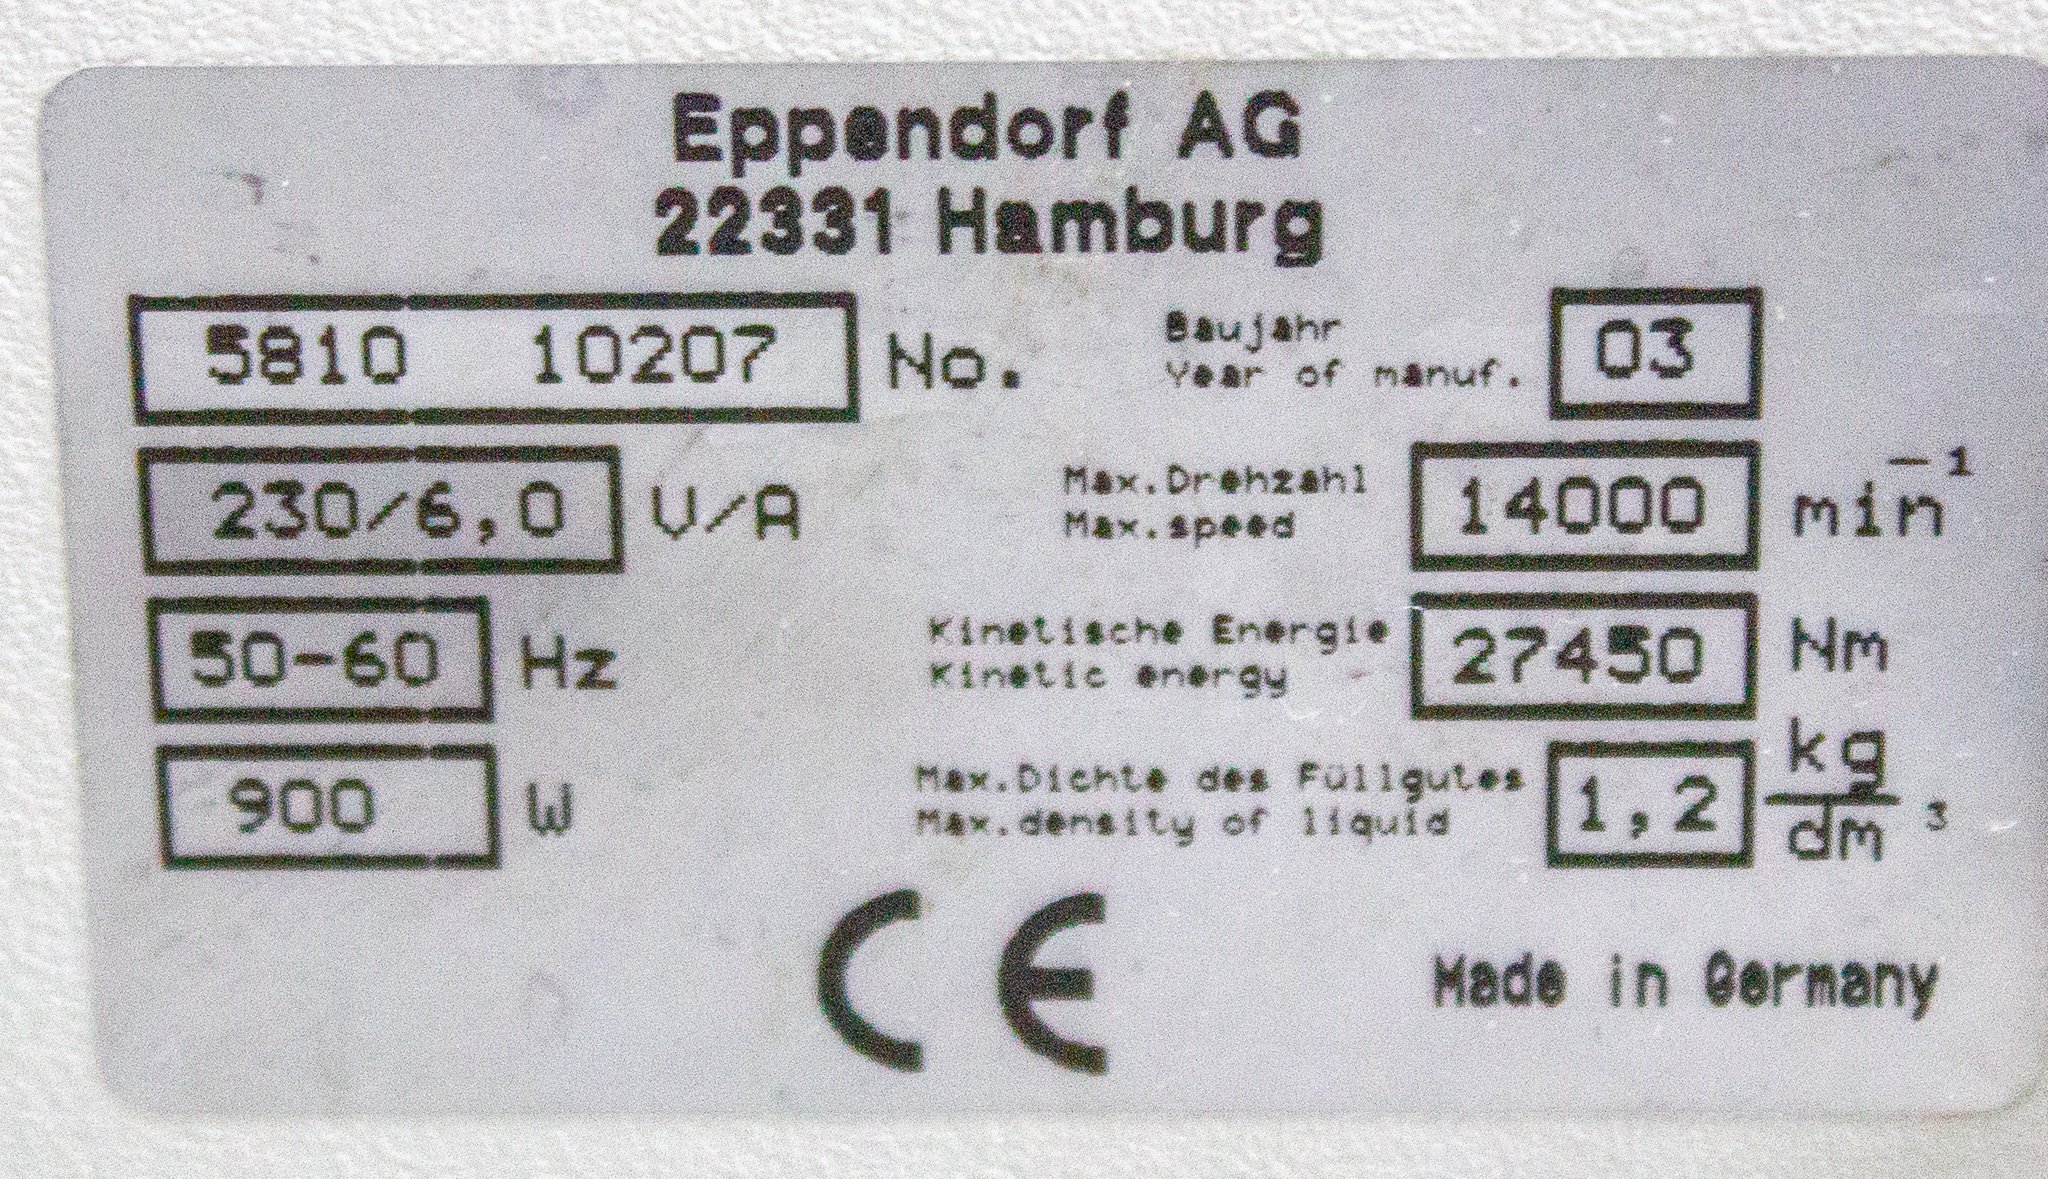 Eppendorf AG
22331 Hamburg
5810 10207 No.
Baujahr
Year of manuf. 03
230/6,0 V/A
Max.Drehzahl
Max.speed 14000 min⁻¹
50-60 Hz
Kinetische Energie
Kinetic energy 27450 Nm
900 W
Max.Dichte des Füllgutes
Max.density of liquid 1,2 kg/dm³
CE
Made in Germany